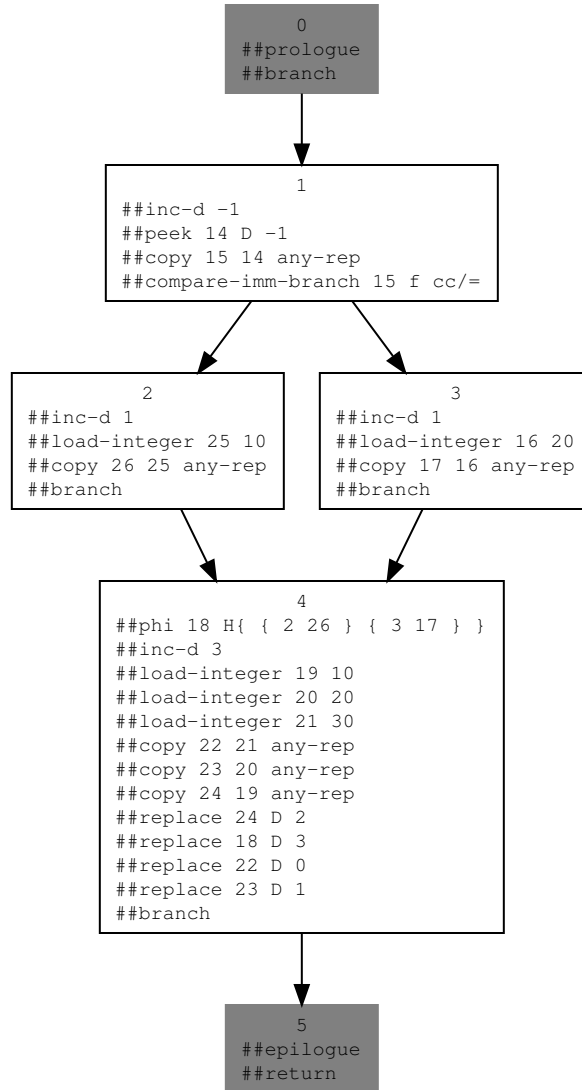 0
##prologue
##branch
1
##inc-d -1
##peek 14 D -1
##copy 15 14 any-rep
##compare-imm-branch 15 f cc/=
2
##inc-d 1
##load-integer 25 10
##copy 26 25 any-rep
##branch
3
##inc-d 1
##load-integer 16 20
##copy 17 16 any-rep
##branch
4
##phi 18 H{ { 2 26 } { 3 17 } }
##inc-d 3
##load-integer 19 10
##load-integer 20 20
##load-integer 21 30
##copy 22 21 any-rep
##copy 23 20 any-rep
##copy 24 19 any-rep
##replace 24 D 2
##replace 18 D 3
##replace 22 D 0
##replace 23 D 1
##branch
5
##epilogue
##return